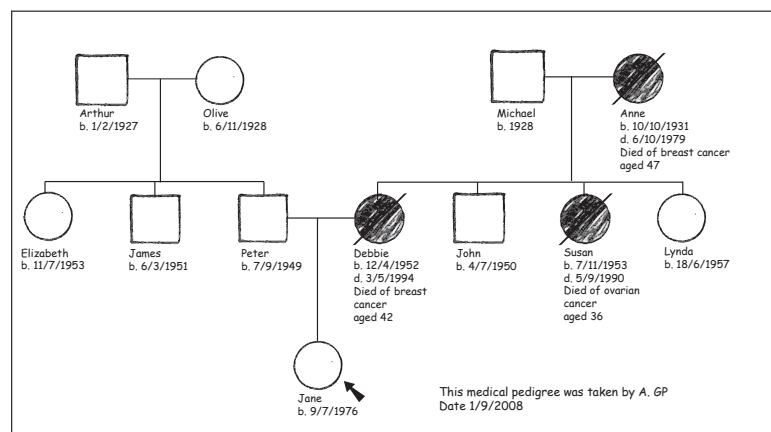 Arthur
b. 1/2/1927
Olive
b. 6/11/1928
Michael
b. 1928
Anne
b. 10/10/1931
d. 6/10/1979
Died of breast cancer
aged 47
Elizabeth
b. 11/7/1953
James
b. 6/3/1951
Peter
b. 7/9/1949
Debbie
b. 12/4/1952
d. 3/5/1994
Died of breast
cancer
aged 42
John
b. 4/7/1950
Susan
b. 7/11/1953
d. 5/9/1990
Died of ovarian
cancer
aged 36
Lynda
b. 18/6/1957
Jane
b. 9/7/1976
This medical pedigree was taken by A. GP
Date 1/9/2008